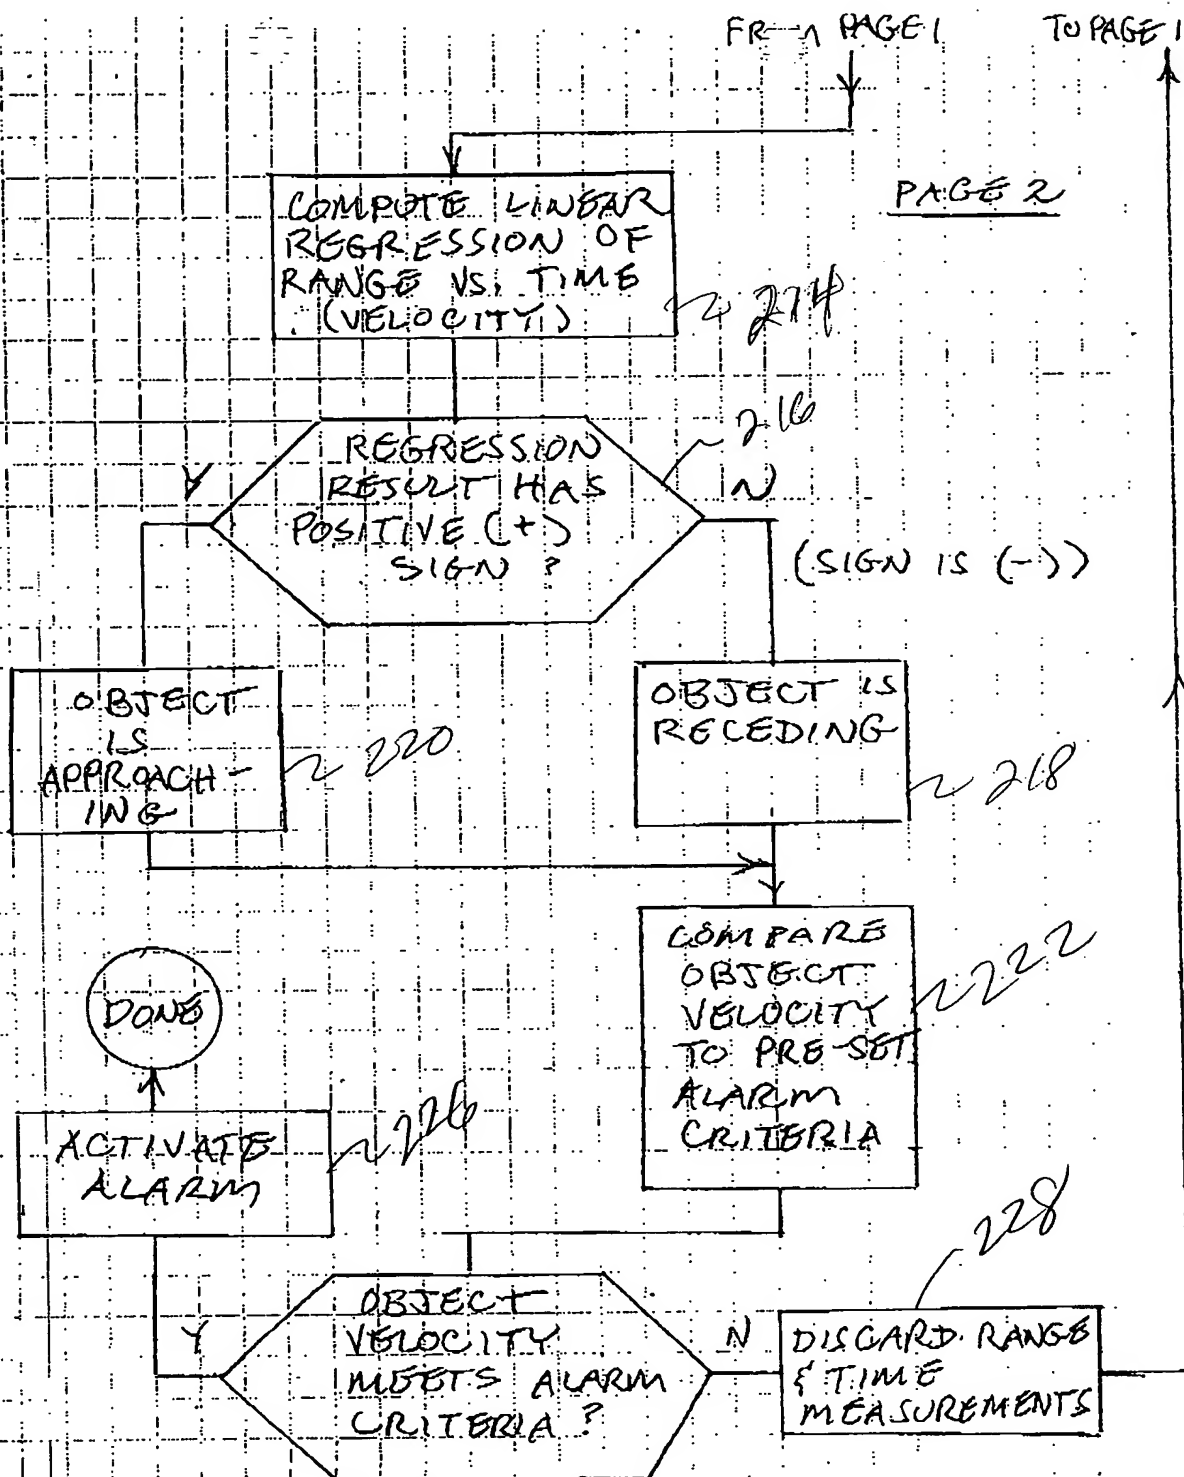 PAGE 1
TO PAGE 1
PAGE 2
COMPUTE LINEAR
REGRESSION OF
RANGE VS. TIME
(VELOCITY)
214
216
REGRESSION
RESULT HAS
POSITIVE (+)
SIGN ?
Y
N
(SIGN IS (-))
OBJECT
IS
APPROACH-
ING
220
OBJECT IS
RECEDING
218
COMPARE
OBJECT
VELOCITY
TO PRE-SET
ALARM
CRITERIA
222
DONE
ACTIVATE
ALARM
226
228
OBJECT
VELOCITY
MEETS ALARM
CRITERIA ?
Y
N
DISCARD RANGE
& TIME
MEASUREMENTS